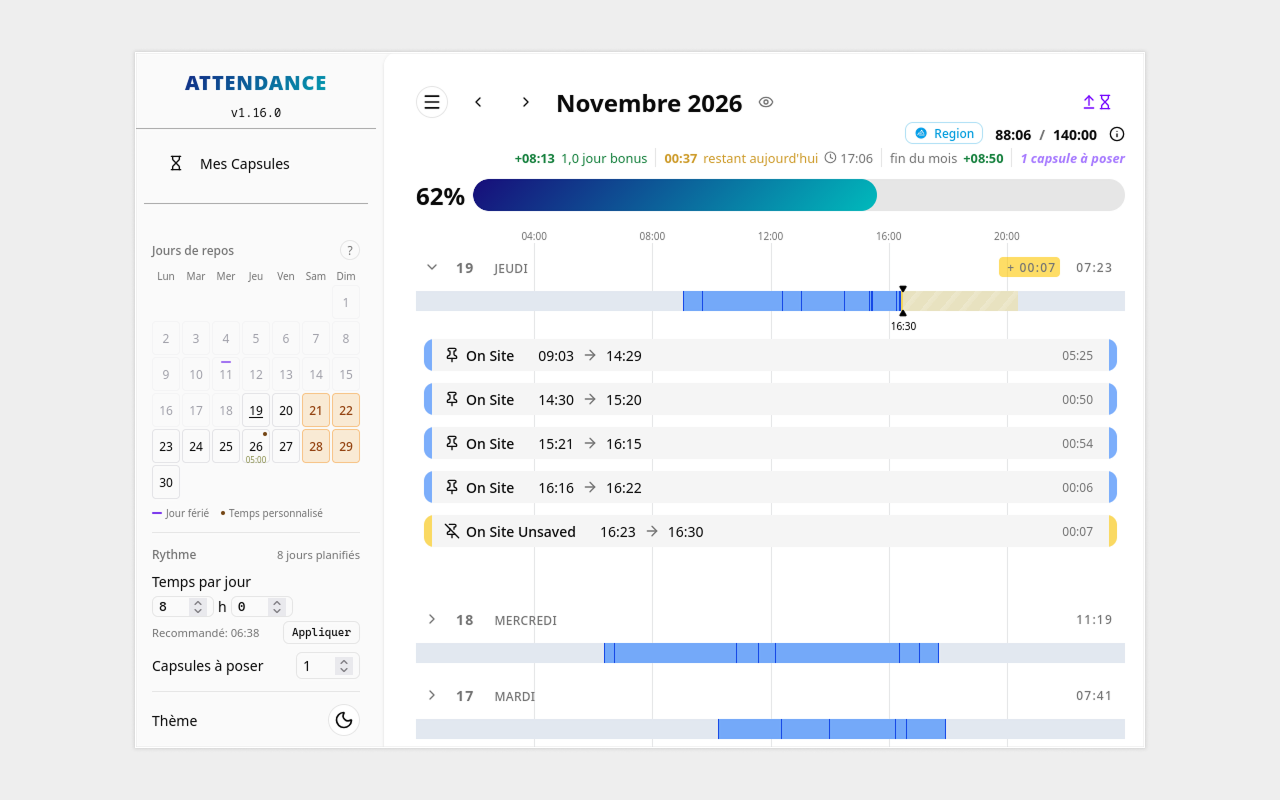 ATTENDANCE
v1.16.0
Mes Capsules
Jours de repos ?
Lun Mar Mer Jeu Ven Sam Dim
1
2 3 4 5 6 7 8
9 10 11 12 13 14 15
16 17 18 19 20 21 22
23 24 25 26 27 28 29
05:00
30
Jour férié Temps personnalisé
Rythme 8 jours planifiés
Temps par jour
8 h 0
Recommandé: 06:38 Appliquer
Capsules à poser 1
Thème
Novembre 2026
Region 88:06 / 140:00
+08:13 1,0 jour bonus 00:37 restant aujourd'hui 17:06 fin du mois +08:50 1 capsule à poser
62%
04:00 08:00 12:00 16:00 20:00
19 JEUDI + 00:07 07:23
16:30
On Site 09:03 → 14:29 05:25
On Site 14:30 → 15:20 00:50
On Site 15:21 → 16:15 00:54
On Site 16:16 → 16:22 00:06
On Site Unsaved 16:23 → 16:30 00:07
18 MERCREDI 11:19
17 MARDI 07:41